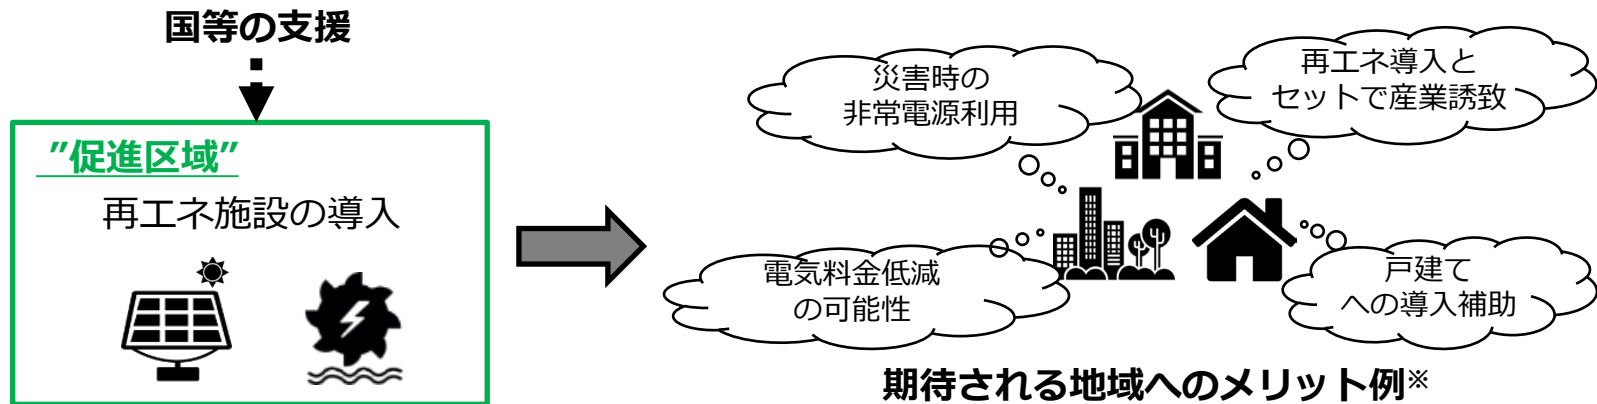 国等の支援
”促進区域”
再エネ施設の導入
災害時の
非常電源利用
再エネ導入と
セットで産業誘致
電気料金低減
の可能性
戸建て
への導入補助
期待される地域へのメリット例※